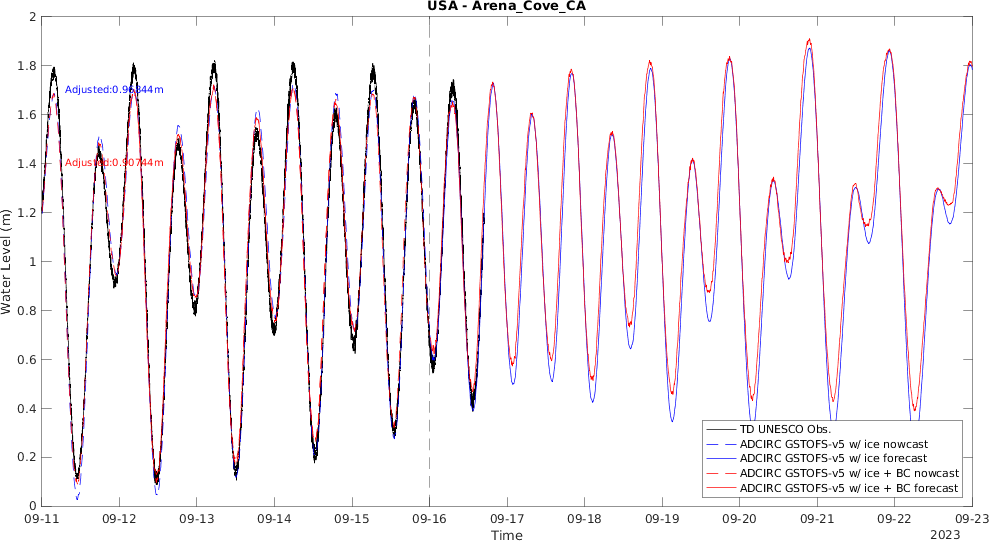 USA - Arena_Cove_CA
Water Level (m)
2
1.8
1.6
1.4
1.2
1
0.8
0.6
0.4
0.2
0
Adjusted:0.96344m
Adjusted:0.90744m
TD UNESCO Obs.
ADCIRC GSTOFS-v5 w/ ice nowcast
ADCIRC GSTOFS-v5 w/ ice forecast
ADCIRC GSTOFS-v5 w/ ice + BC nowcast
ADCIRC GSTOFS-v5 w/ ice + BC forecast
09-11 09-12 09-13 09-14 09-15 09-16 09-17 09-18 09-19 09-20 09-21 09-22 09-23
Time
2023